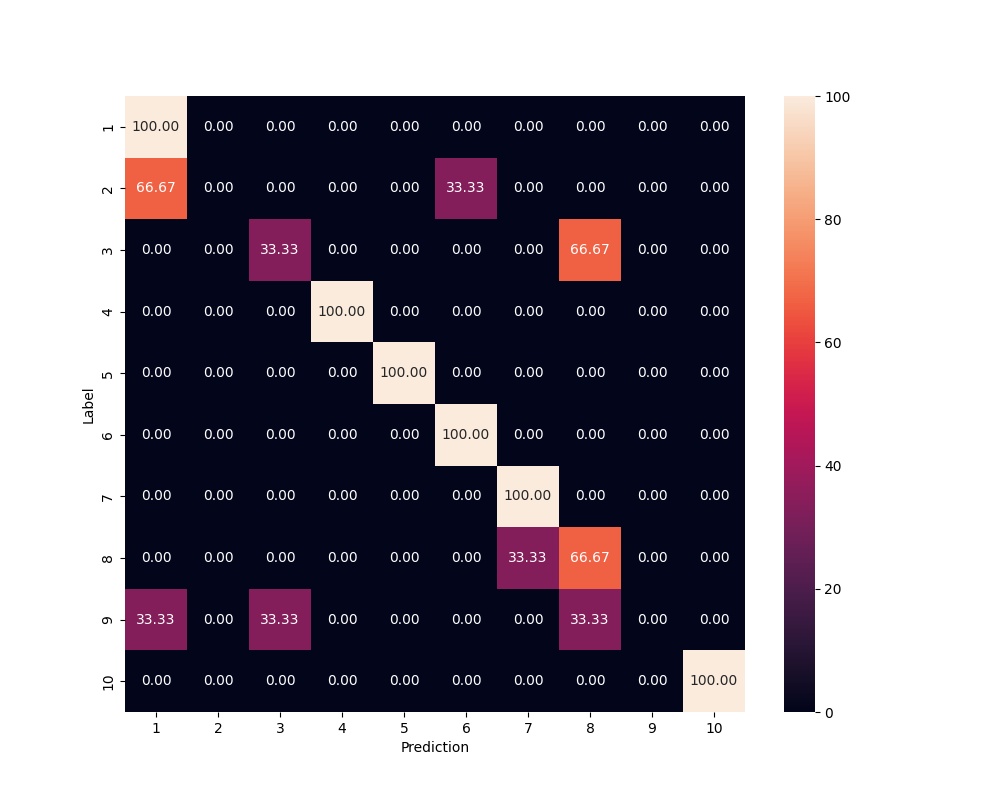 100
1 100.00 0.00 0.00 0.00 0.00 0.00 0.00 0.00 0.00 0.00
2 66.67 0.00 0.00 0.00 0.00 33.33 0.00 0.00 0.00 0.00
80
3 0.00 0.00 33.33 0.00 0.00 0.00 0.00 66.67 0.00 0.00
4 0.00 0.00 0.00 100.00 0.00 0.00 0.00 0.00 0.00 0.00
60
5 0.00 0.00 0.00 0.00 100.00 0.00 0.00 0.00 0.00 0.00
Label
6 0.00 0.00 0.00 0.00 0.00 100.00 0.00 0.00 0.00 0.00
40
7 0.00 0.00 0.00 0.00 0.00 0.00 100.00 0.00 0.00 0.00
8 0.00 0.00 0.00 0.00 0.00 0.00 33.33 66.67 0.00 0.00
20
9 33.33 0.00 33.33 0.00 0.00 0.00 0.00 33.33 0.00 0.00
10 0.00 0.00 0.00 0.00 0.00 0.00 0.00 0.00 0.00 100.00
0
1 2 3 4 5 6 7 8 9 10
Prediction